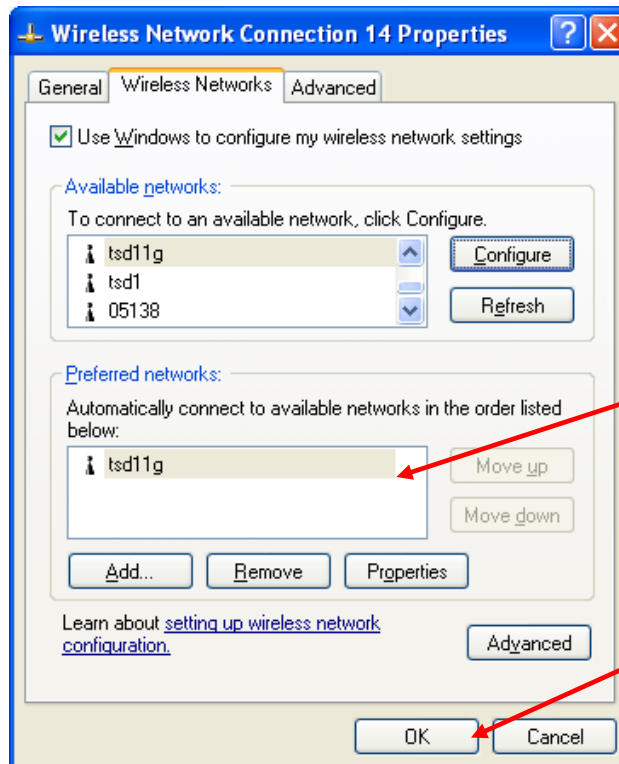 Wireless Network Connection 14 Properties
General Wireless Networks Advanced
Use Windows to configure my wireless network settings
Available networks:
To connect to an available network, click Configure.
tsd11g
tsd1
05138
Configure
Refresh
Preferred networks:
Automatically connect to available networks in the order listed
below:
tsd11g
Move up
Move down
Add... Remove Properties
Learn about setting up wireless network
configuration.
Advanced
OK Cancel